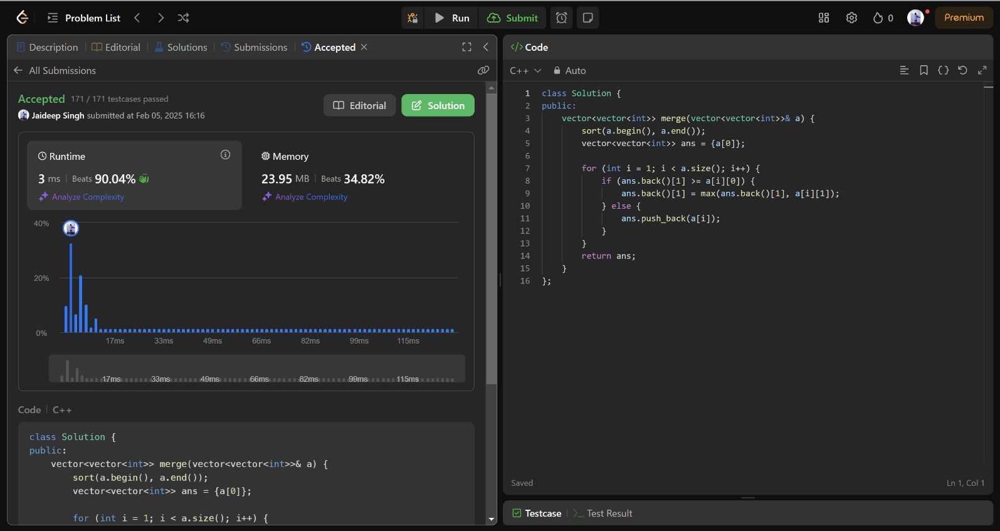 Problem List
Run
Submit
0
Premium
Description
Editorial
Solutions
Submissions
Accepted
All Submissions
Accepted 171 / 171 testcases passed
Jaideep Singh submitted at Feb 05, 2025 16:16
Editorial
Solution
Runtime
3 ms | Beats 90.04%
Analyze Complexity
Memory
23.95 MB | Beats 34.82%
Analyze Complexity
40%
20%
0%
17ms 33ms 49ms 66ms 82ms 99ms 115ms
17ms 33ms 49ms 66ms 82ms 99ms 115ms
Code | C++
class Solution {
public:
    vector<vector<int>> merge(vector<vector<int>>& a) {
        sort(a.begin(), a.end());
        vector<vector<int>> ans = {a[0]};
        for (int i = 1; i < a.size(); i++) {
</> Code
C++
Auto
1 class Solution {
2 public:
3     vector<vector<int>> merge(vector<vector<int>>& a) {
4         sort(a.begin(), a.end());
5         vector<vector<int>> ans = {a[0]};
6
7         for (int i = 1; i < a.size(); i++) {
8             if (ans.back()[1] >= a[i][0]) {
9                 ans.back()[1] = max(ans.back()[1], a[i][1]);
10             } else {
11                 ans.push_back(a[i]);
12             }
13         }
14         return ans;
15     }
16 };
Saved
Ln 1, Col 1
Testcase
Test Result